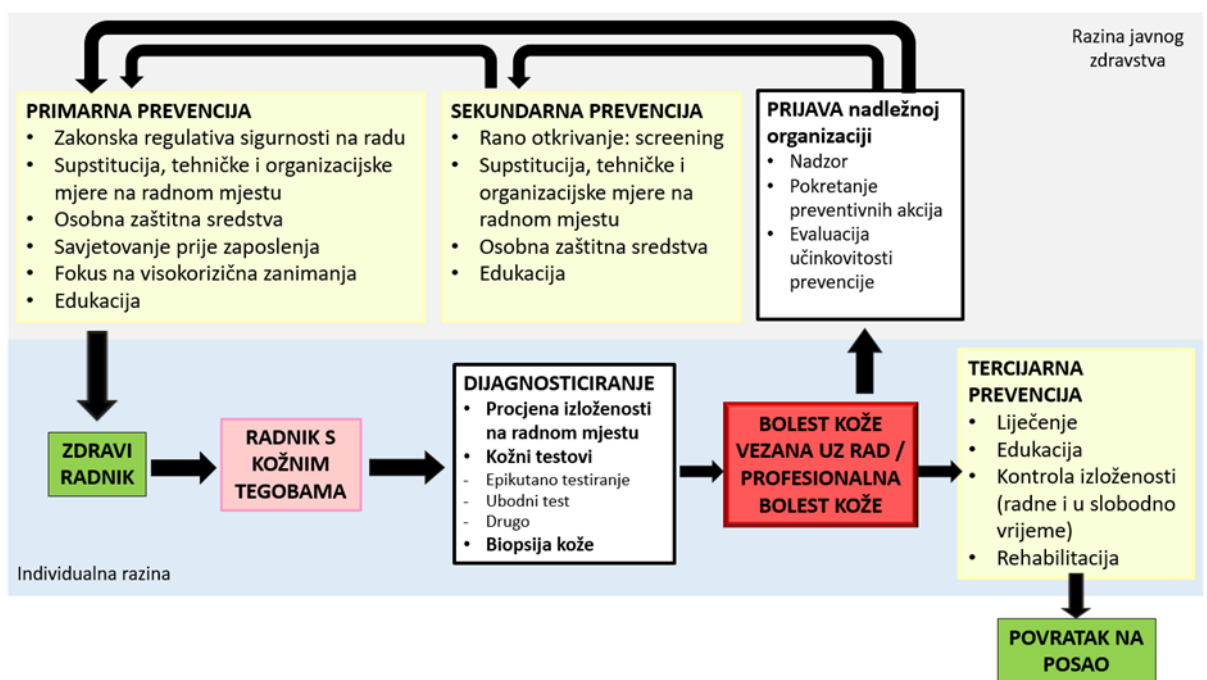 Razina javnog
zdravstva
PRIMARNA PREVENCIJA
• Zakonska regulativa sigurnosti na radu
• Supstitucija, tehničke i organizacijske
mjere na radnom mjestu
• Osobna zaštitna sredstva
• Savjetovanje prije zaposlenja
• Fokus na visokorizična zanimanja
• Edukacija
SEKUNDARNA PREVENCIJA
• Rano otkrivanje: screening
• Supstitucija, tehničke i
organizacijske mjere na
radnom mjestu
• Osobna zaštitna sredstva
• Edukacija
PRIJAVA nadležnoj
organizaciji
• Nadzor
• Pokretanje
preventivnih akcija
• Evaluacija
učinkovitosti
prevencije
ZDRAVI
RADNIK
RADNIK S
KOŽNIM
TEGOBAMA
DIJAGNOSTICIRANJE
• Procjena izloženosti
na radnom mjestu
• Kožni testovi
- Epikutano testiranje
- Ubodni test
- Drugo
• Biopsija kože
BOLEST KOŽE
VEZANA UZ RAD /
PROFESIONALNA
BOLEST KOŽE
TERCIJARNA
PREVENCIJA
• Liječenje
• Edukacija
• Kontrola izloženosti
(radne i u slobodno
vrijeme)
• Rehabilitacija
Individualna razina
POVRATAK NA
POSAO